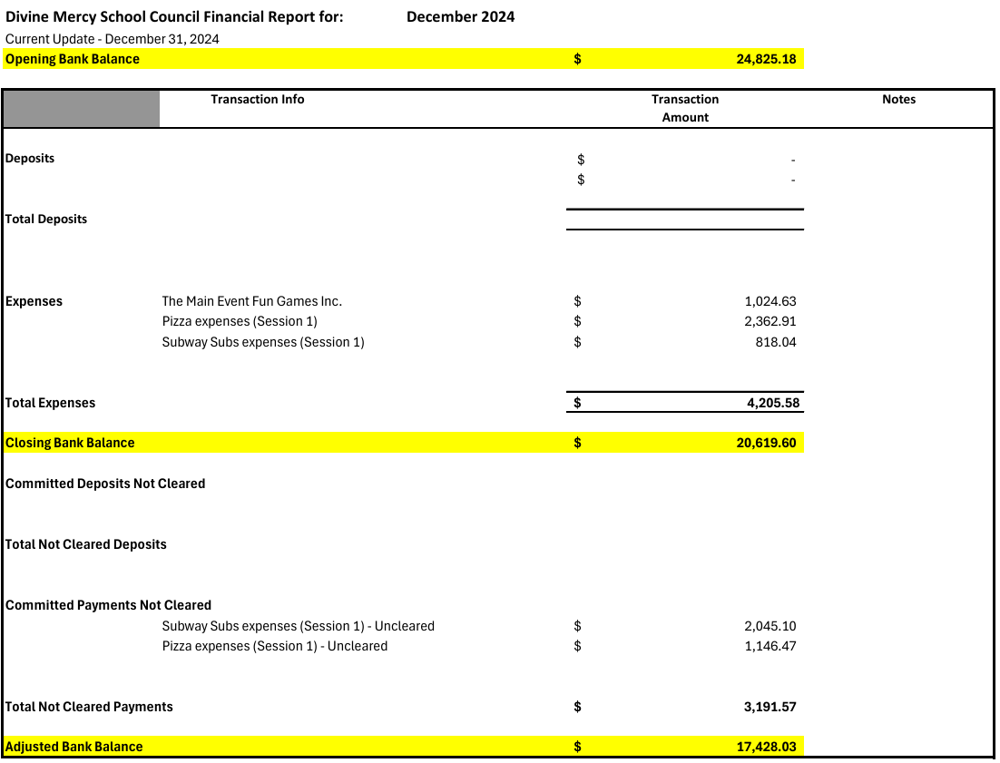 Divine Mercy School Council Financial Report for: December 2024
Current Update - December 31, 2024
Opening Bank Balance $ 24,825.18
Transaction Info Transaction Notes
Amount
Deposits $ -
$ -
Total Deposits
Expenses The Main Event Fun Games Inc. $ 1,024.63
Pizza expenses (Session 1) $ 2,362.91
Subway Subs expenses (Session 1) $ 818.04
Total Expenses $ 4,205.58
Closing Bank Balance $ 20,619.60
Committed Deposits Not Cleared
Total Not Cleared Deposits
Committed Payments Not Cleared
Subway Subs expenses (Session 1) - Uncleared $ 2,045.10
Pizza expenses (Session 1) - Uncleared $ 1,146.47
Total Not Cleared Payments $ 3,191.57
Adjusted Bank Balance $ 17,428.03